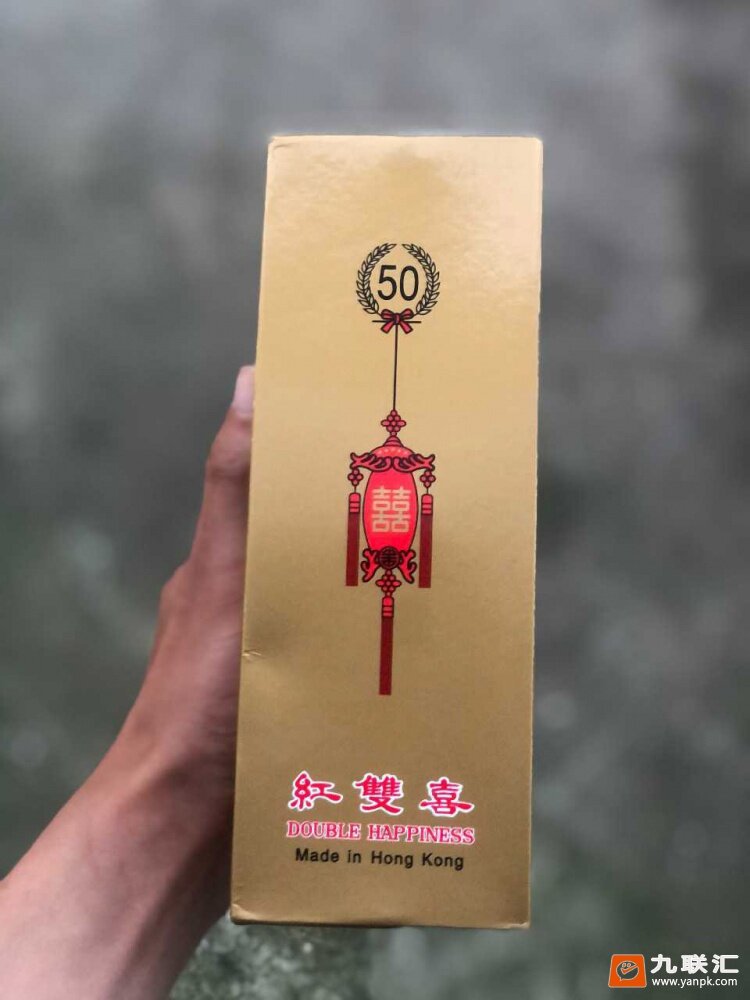 50
囍
紅雙喜
DOUBLE HAPPINESS
Made in Hong Kong
九联汇
www.yanpk.com